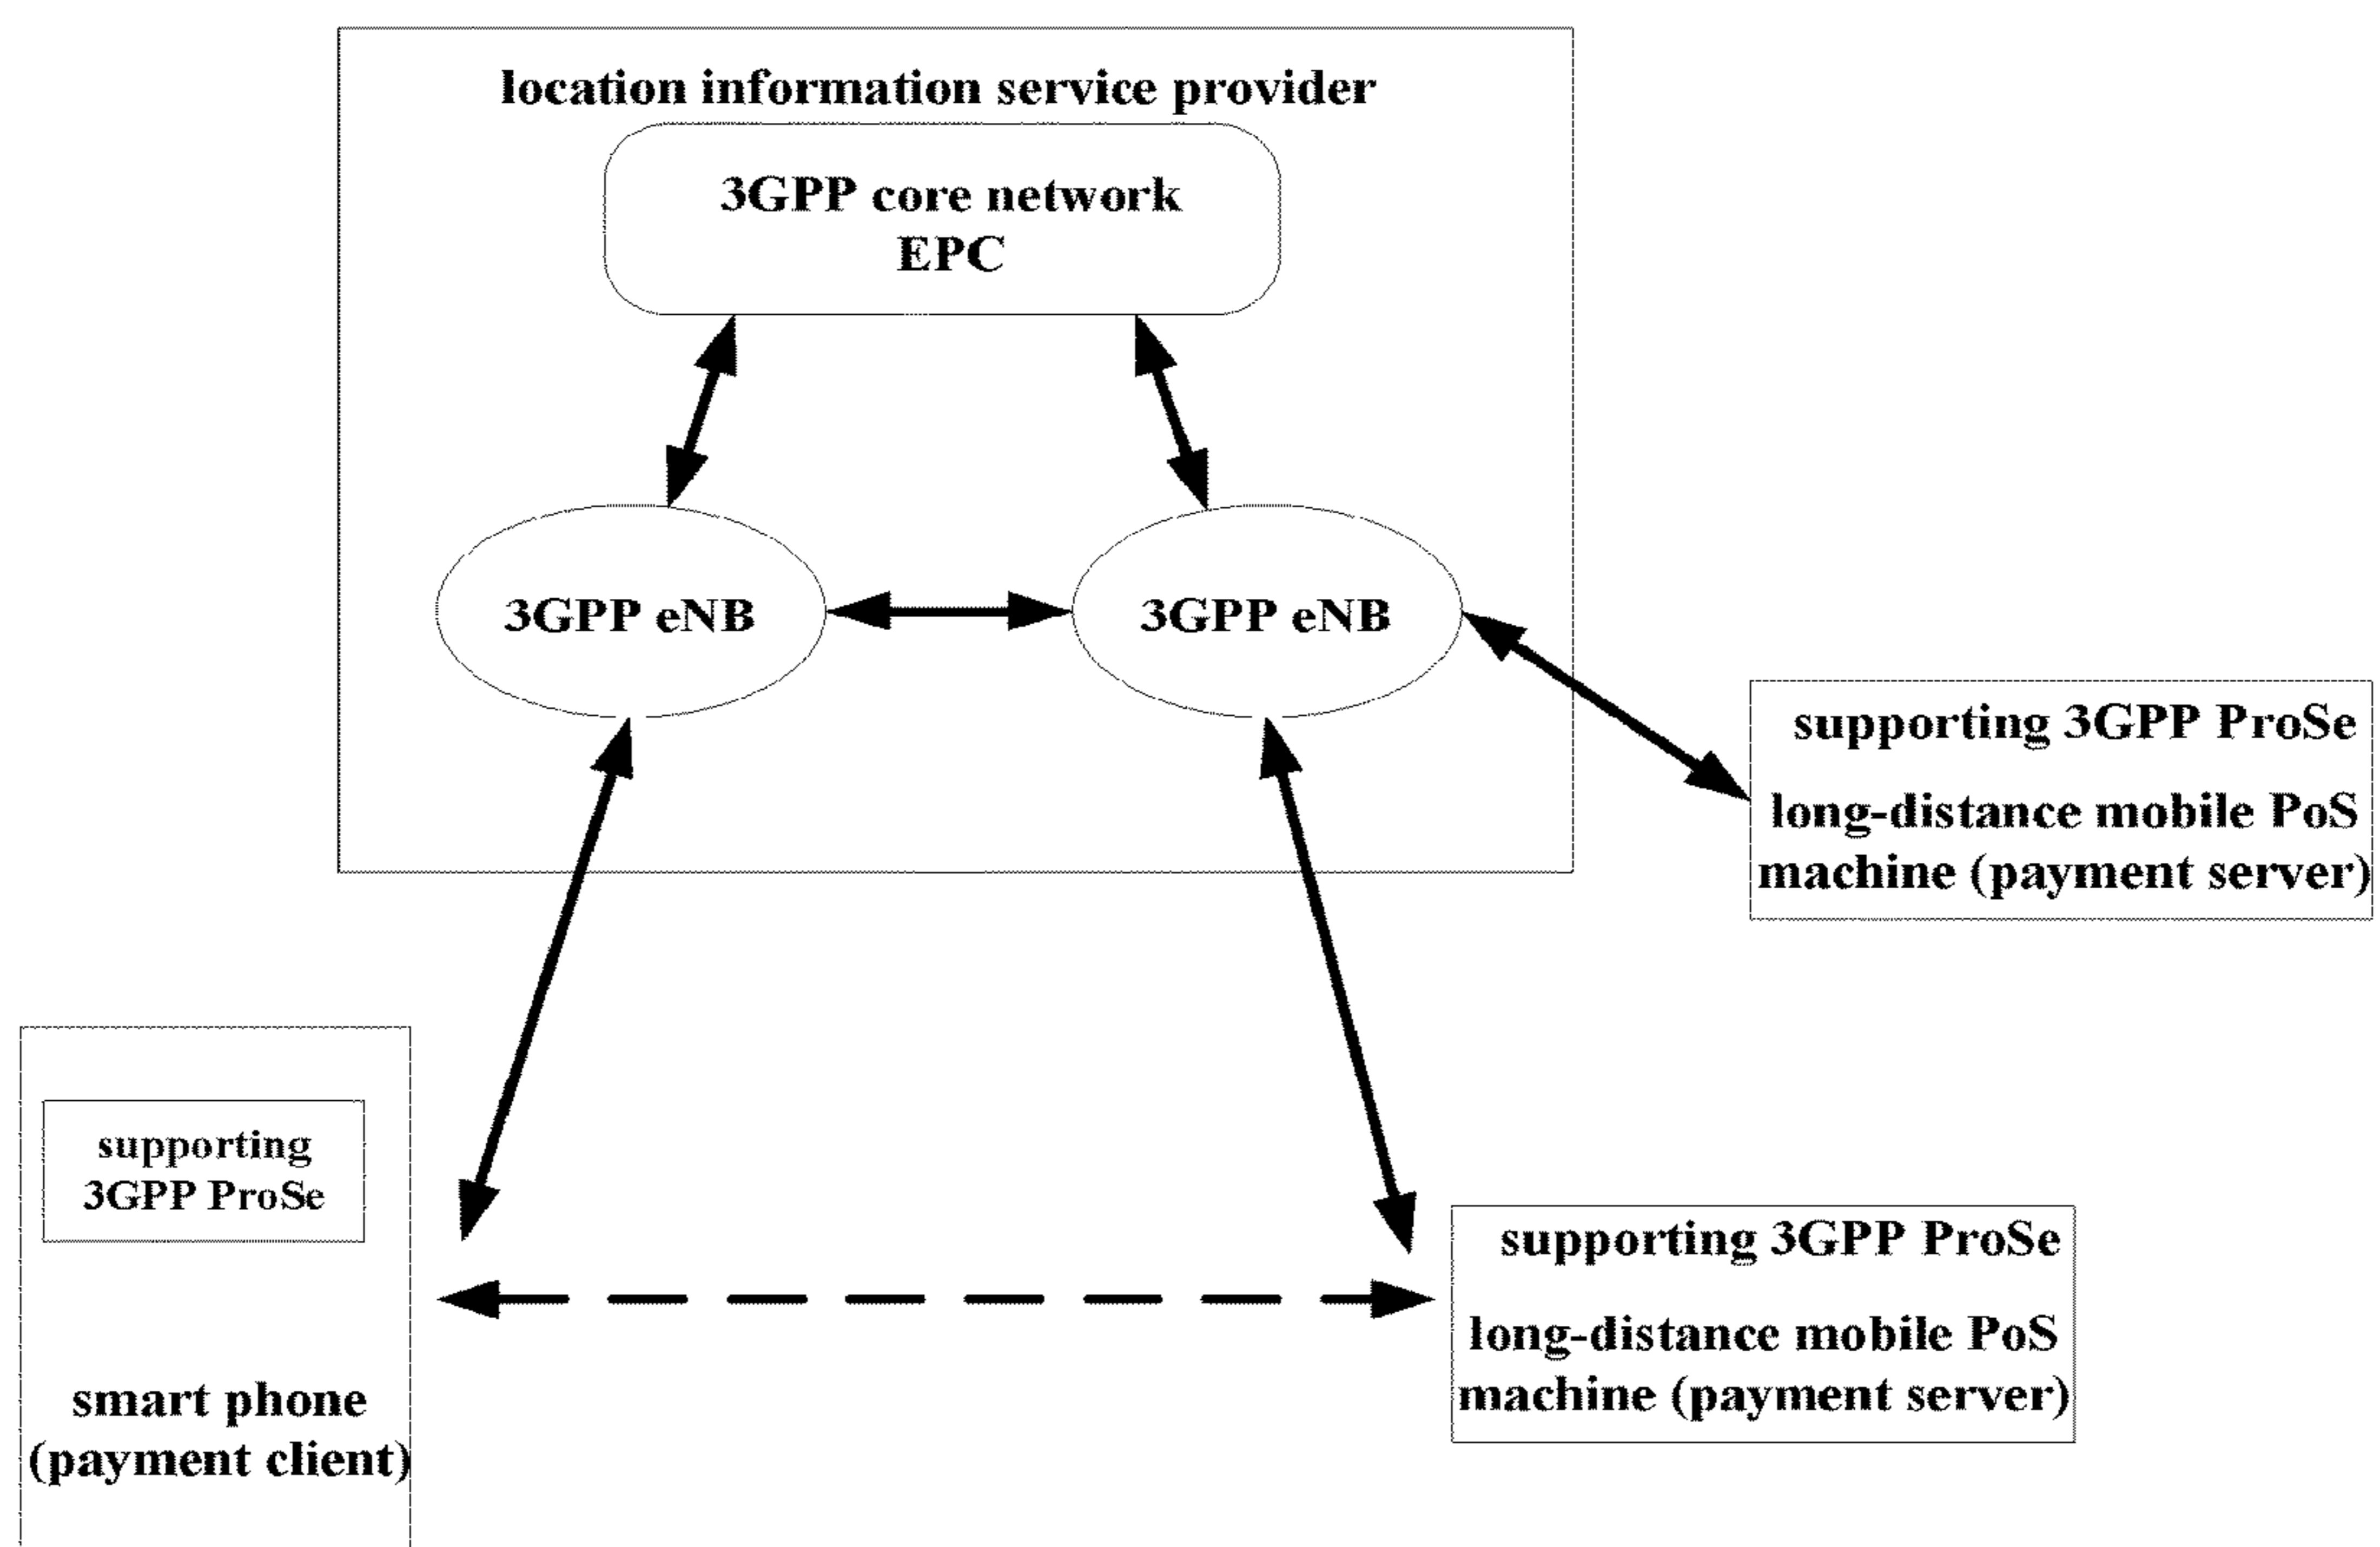 location information service provider
3GPP core network
EPC
3GPP eNB
3GPP eNB
supporting 3GPP ProSe
long-distance mobile PoS
machine (payment server)
supporting
3GPP ProSe
smart phone
(payment client)
supporting 3GPP ProSe
long-distance mobile PoS
machine (payment server)